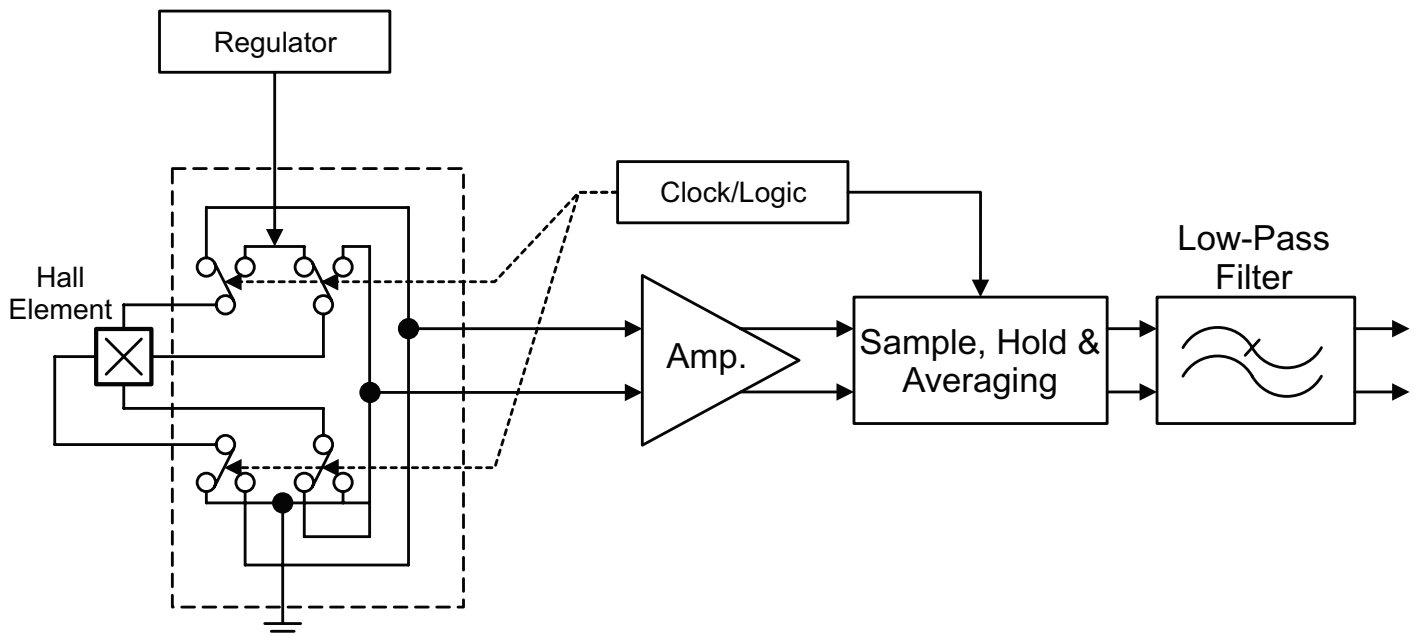 Regulator
Clock/Logic
Low-Pass
Filter
Hall
Element
Amp.
Sample, Hold &
Averaging